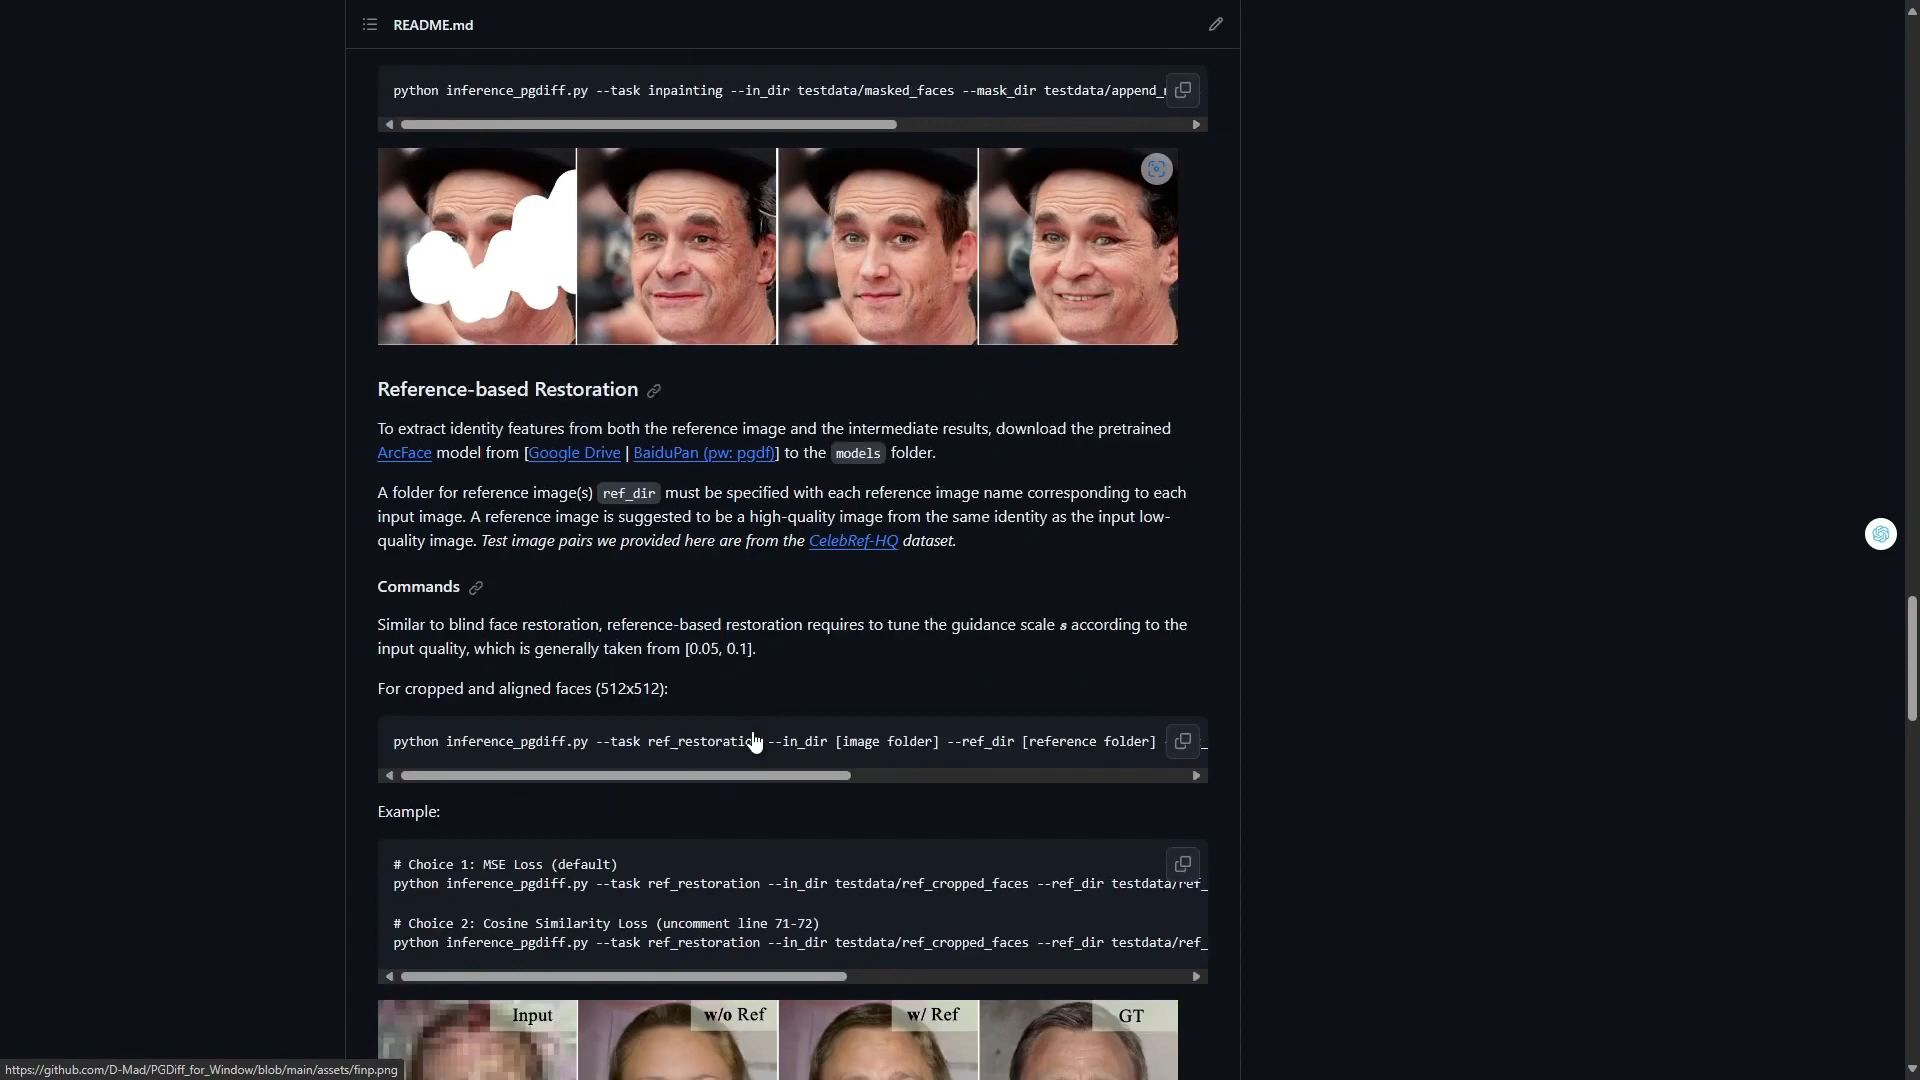 README.md
python inference_pgdiff.py --task inpainting --in_dir testdata/masked_faces --mask_dir testdata/append_
Reference-based Restoration
To extract identity features from both the reference image and the intermediate results, download the pretrained
ArcFace model from [Google Drive | BaiduPan (pw: pgdf)] to the models folder.
A folder for reference image(s) ref_dir must be specified with each reference image name corresponding to each
input image. A reference image is suggested to be a high-quality image from the same identity as the input low-
quality image. Test image pairs we provided here are from the CelebRef-HQ dataset.
Commands
Similar to blind face restoration, reference-based restoration requires to tune the guidance scale s according to the
input quality, which is generally taken from [0.05, 0.1].
For cropped and aligned faces (512x512):
python inference_pgdiff.py --task ref_restoration --in_dir [image folder] --ref_dir [reference folder]
Example:
# Choice 1: MSE Loss (default)
python inference_pgdiff.py --task ref_restoration --in_dir testdata/ref_cropped_faces --ref_dir testdata/ref_
# Choice 2: Cosine Similarity Loss (uncomment line 71-72)
python inference_pgdiff.py --task ref_restoration --in_dir testdata/ref_cropped_faces --ref_dir testdata/ref_
Input w/o Ref w/ Ref GT
https://github.com/D-Mad/PGDiff_for_Window/blob/main/assets/finp.png